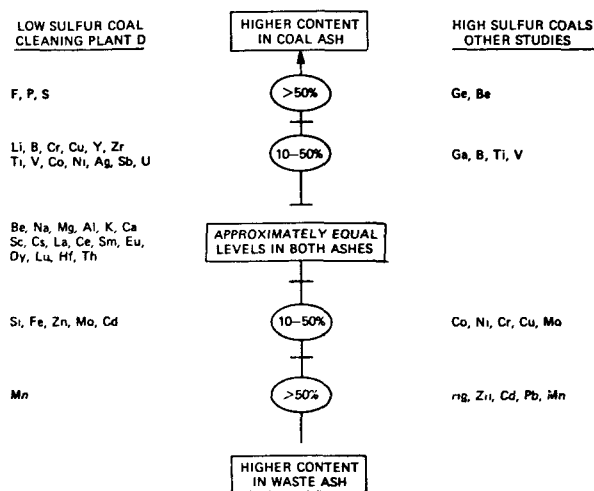 LOW SULFUR COAL
CLEANING PLANT D
HIGHER CONTENT
IN COAL ASH
HIGH SULFUR COALS
OTHER STUDIES
F, P, S
>50%
Ge, Be
Li, B, Cr, Cu, Y, Zr
Ti, V, Co, Ni, Ag, Sb, U
10–50%
Ga, B, Ti, V
Be, Na, Mg, Al, K, Ca
Sc, Cs, La, Ce, Sm, Eu,
Dy, Lu, Hf, Th
APPROXIMATELY EQUAL
LEVELS IN BOTH ASHES
Si, Fe, Zn, Mo, Cd
10–50%
Co, Ni, Cr, Cu, Mo
Mn
>50%
Hg, Zn, Cd, Pb, Mn
HIGHER CONTENT
IN WASTE ASH